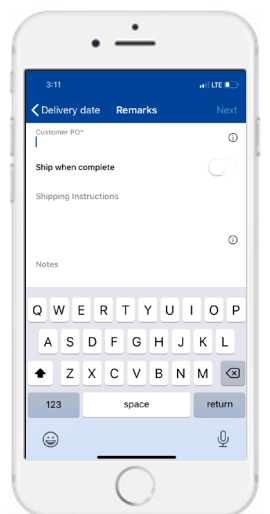 3:11 LTE
Delivery date Remarks Next
Customer PO*
Ship when complete
Shipping Instructions
Notes
Q W E R T Y U I O P
A S D F G H J K L
Z X C V B N M
123 space return